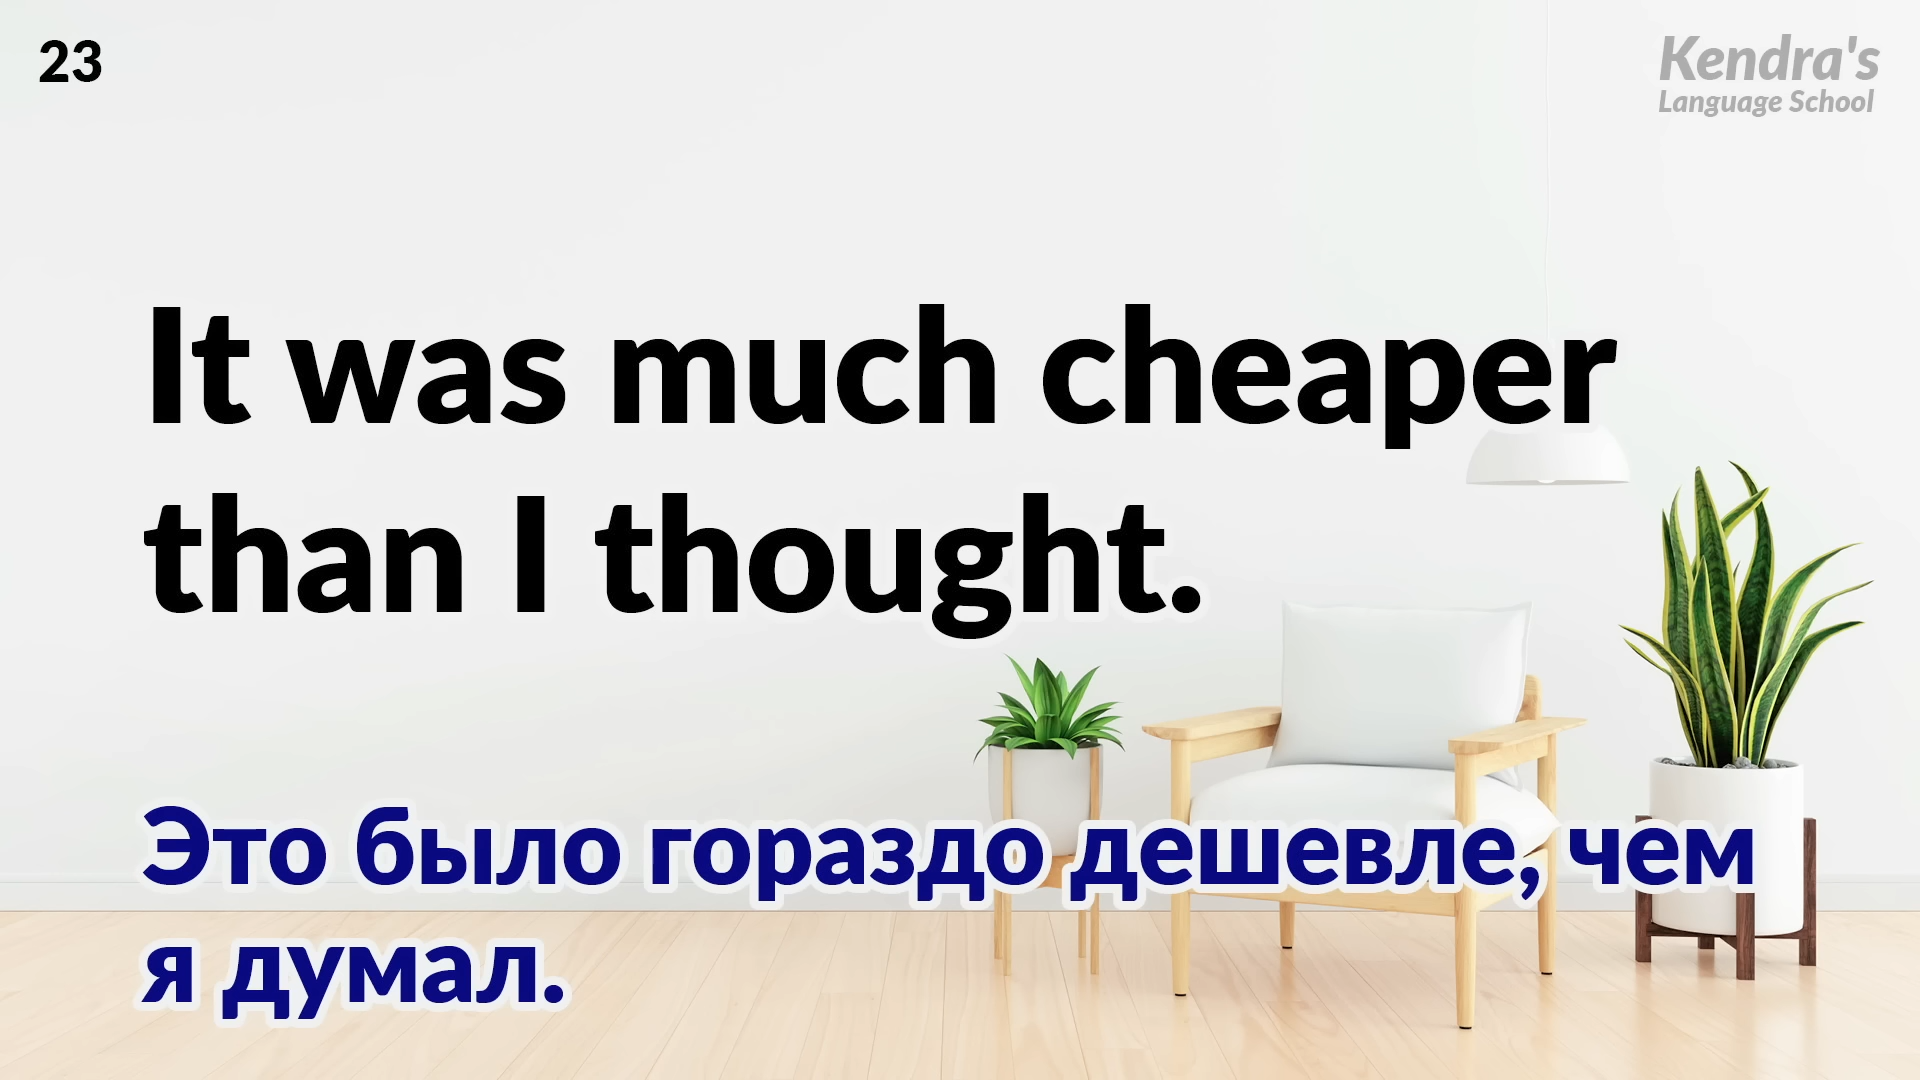 23
Kendra's
Language School
It was much cheaper
than I thought.
Это было гораздо дешевле, чем
я думал.